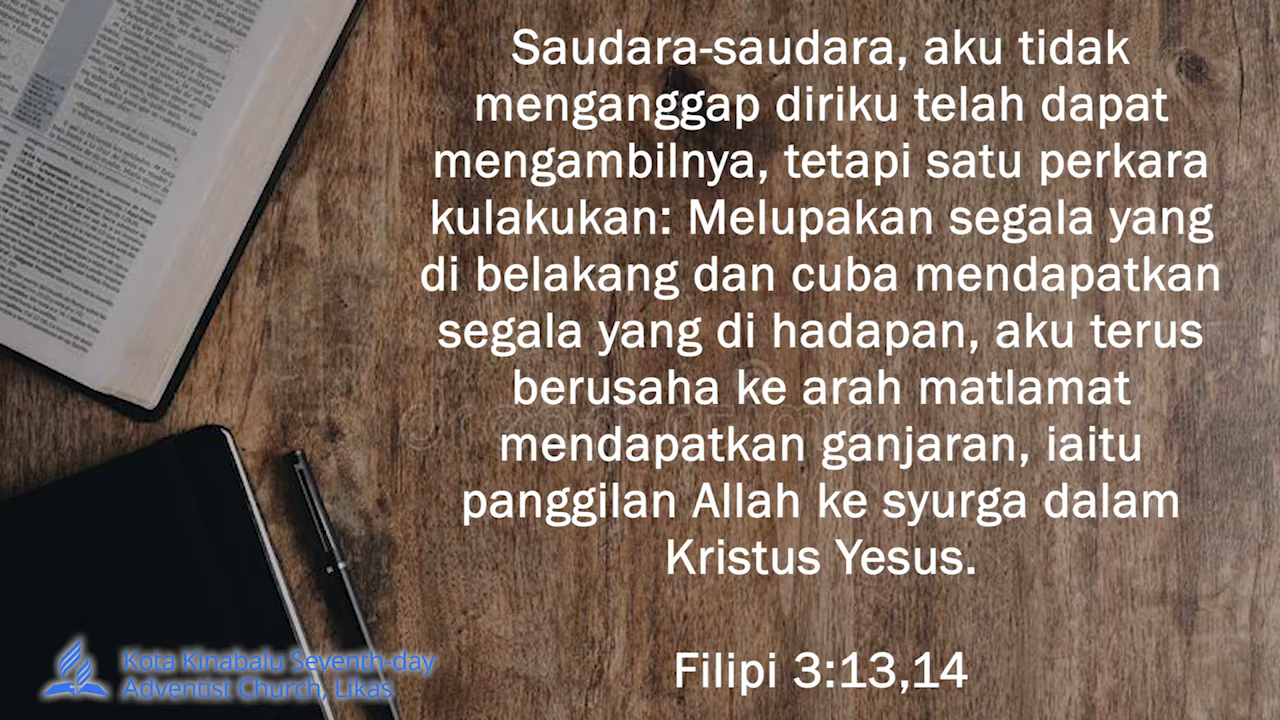 Saudara-saudara, aku tidak
menganggap diriku telah dapat
mengambilnya, tetapi satu perkara
kulakukan: Melupakan segala yang
di belakang dan cuba mendapatkan
segala yang di hadapan, aku terus
berusaha ke arah matlamat
mendapatkan ganjaran, iaitu
panggilan Allah ke syurga dalam
Kristus Yesus.
Filipi 3:13,14
Kota Kinabalu Seventh-day
Adventist Church, Likas